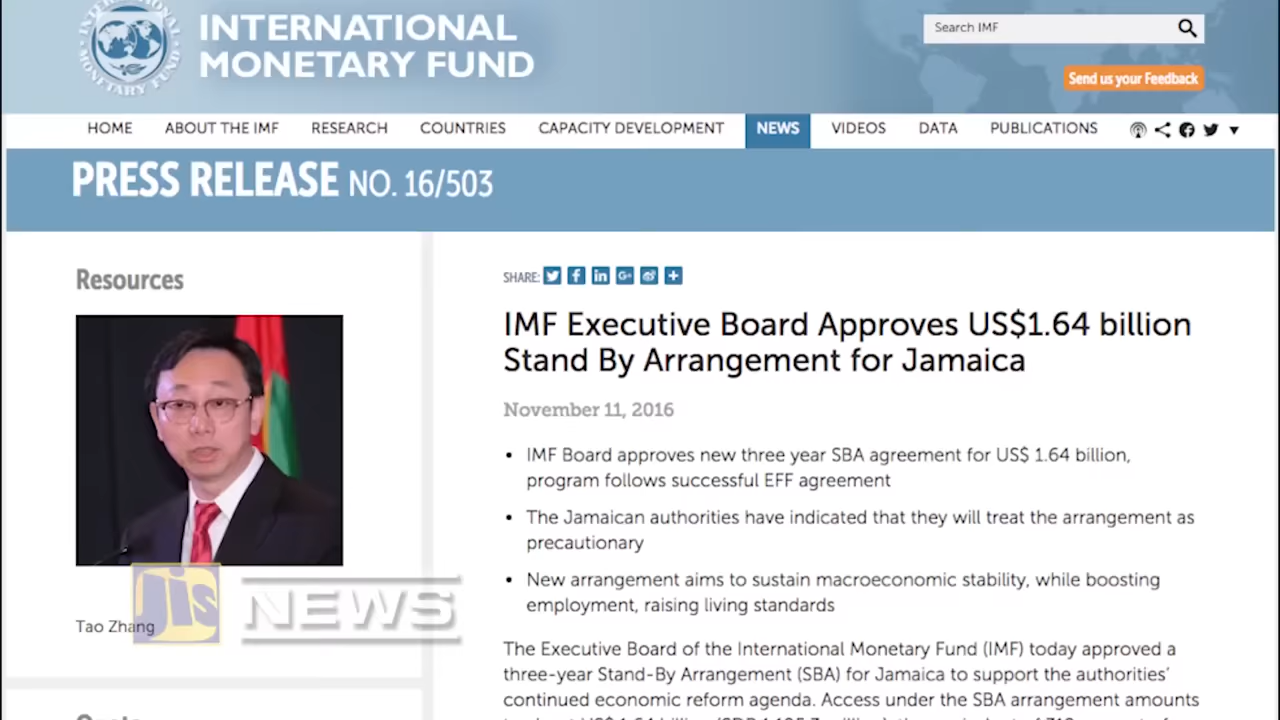 INTERNATIONAL
MONETARY FUND
INTERNATIONAL MONETARY FUND
Search IMF
Send us your Feedback
HOME ABOUT THE IMF RESEARCH COUNTRIES CAPACITY DEVELOPMENT NEWS VIDEOS DATA PUBLICATIONS
PRESS RELEASE NO. 16/503
Resources
Tao Zhang
jis NEWS
SHARE:
IMF Executive Board Approves US$1.64 billion
Stand By Arrangement for Jamaica
November 11, 2016
• IMF Board approves new three year SBA agreement for US$ 1.64 billion,
program follows successful EFF agreement
• The Jamaican authorities have indicated that they will treat the arrangement as
precautionary
• New arrangement aims to sustain macroeconomic stability, while boosting
employment, raising living standards
The Executive Board of the International Monetary Fund (IMF) today approved a
three-year Stand-By Arrangement (SBA) for Jamaica to support the authorities’
continued economic reform agenda. Access under the SBA arrangement amounts